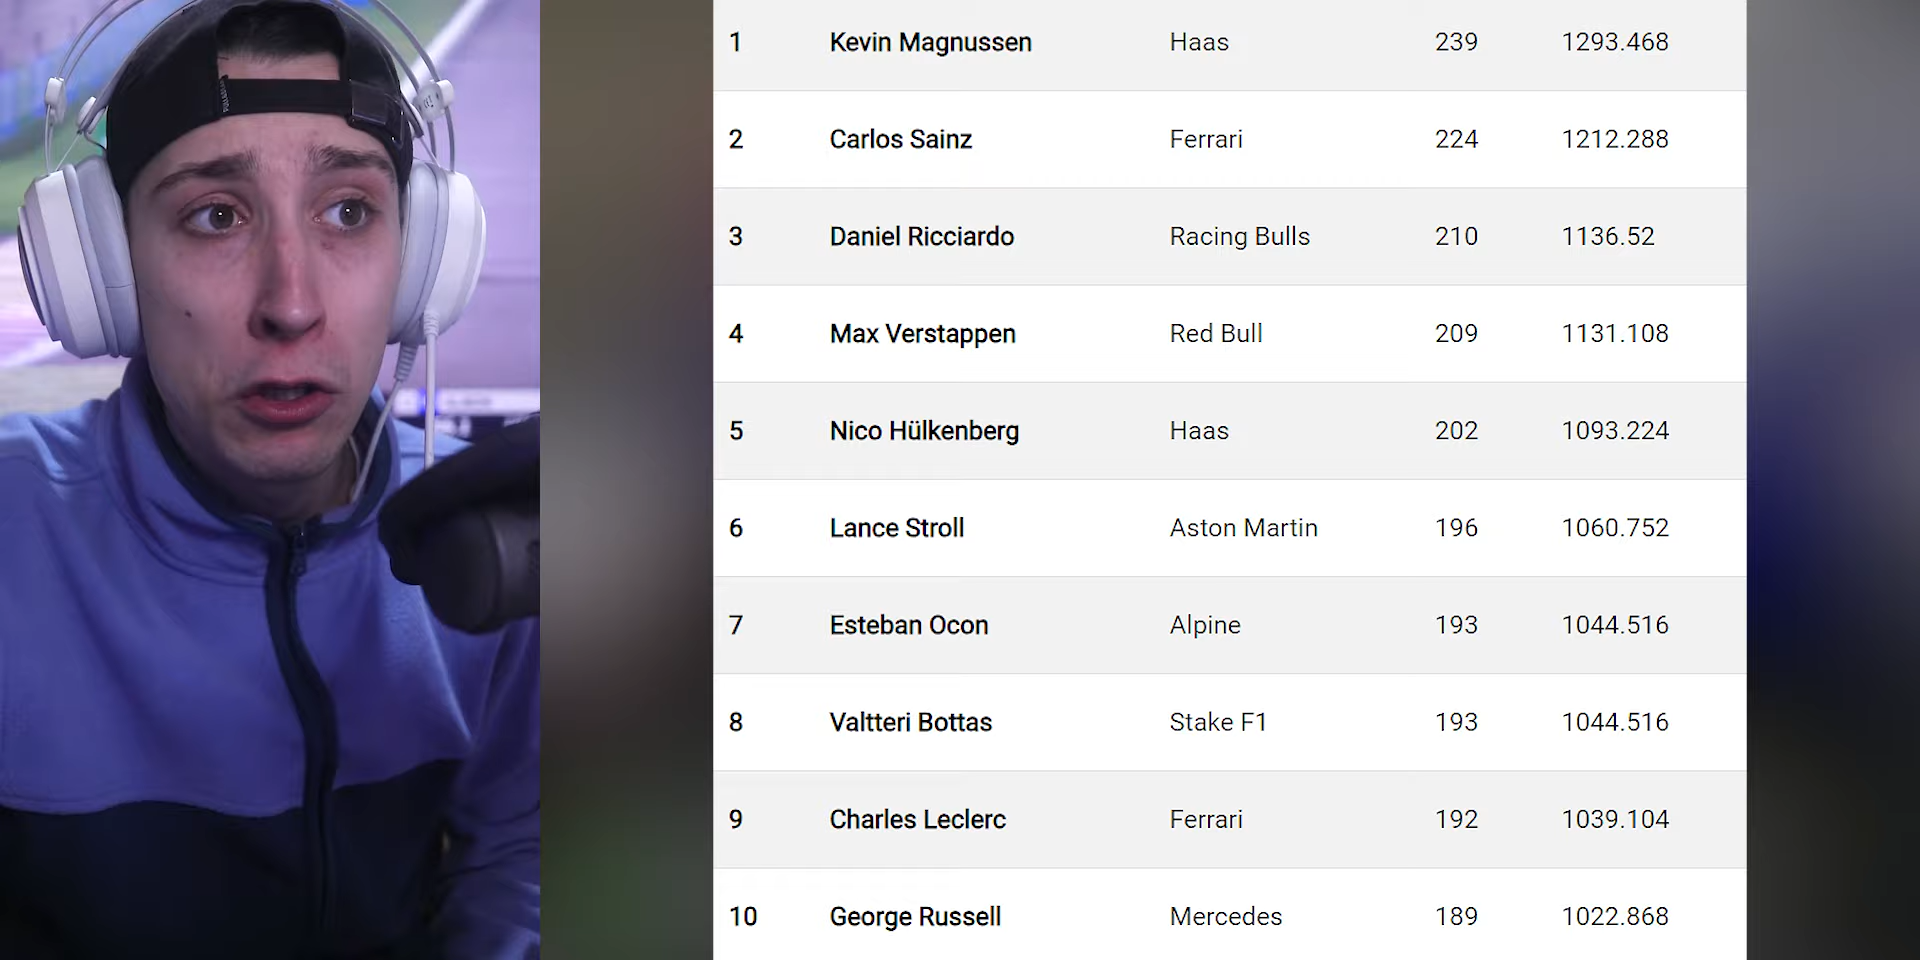 1 Kevin Magnussen Haas 239 1293.468
2 Carlos Sainz Ferrari 224 1212.288
3 Daniel Ricciardo Racing Bulls 210 1136.52
4 Max Verstappen Red Bull 209 1131.108
5 Nico Hülkenberg Haas 202 1093.224
6 Lance Stroll Aston Martin 196 1060.752
7 Esteban Ocon Alpine 193 1044.516
8 Valtteri Bottas Stake F1 193 1044.516
9 Charles Leclerc Ferrari 192 1039.104
10 George Russell Mercedes 189 1022.868